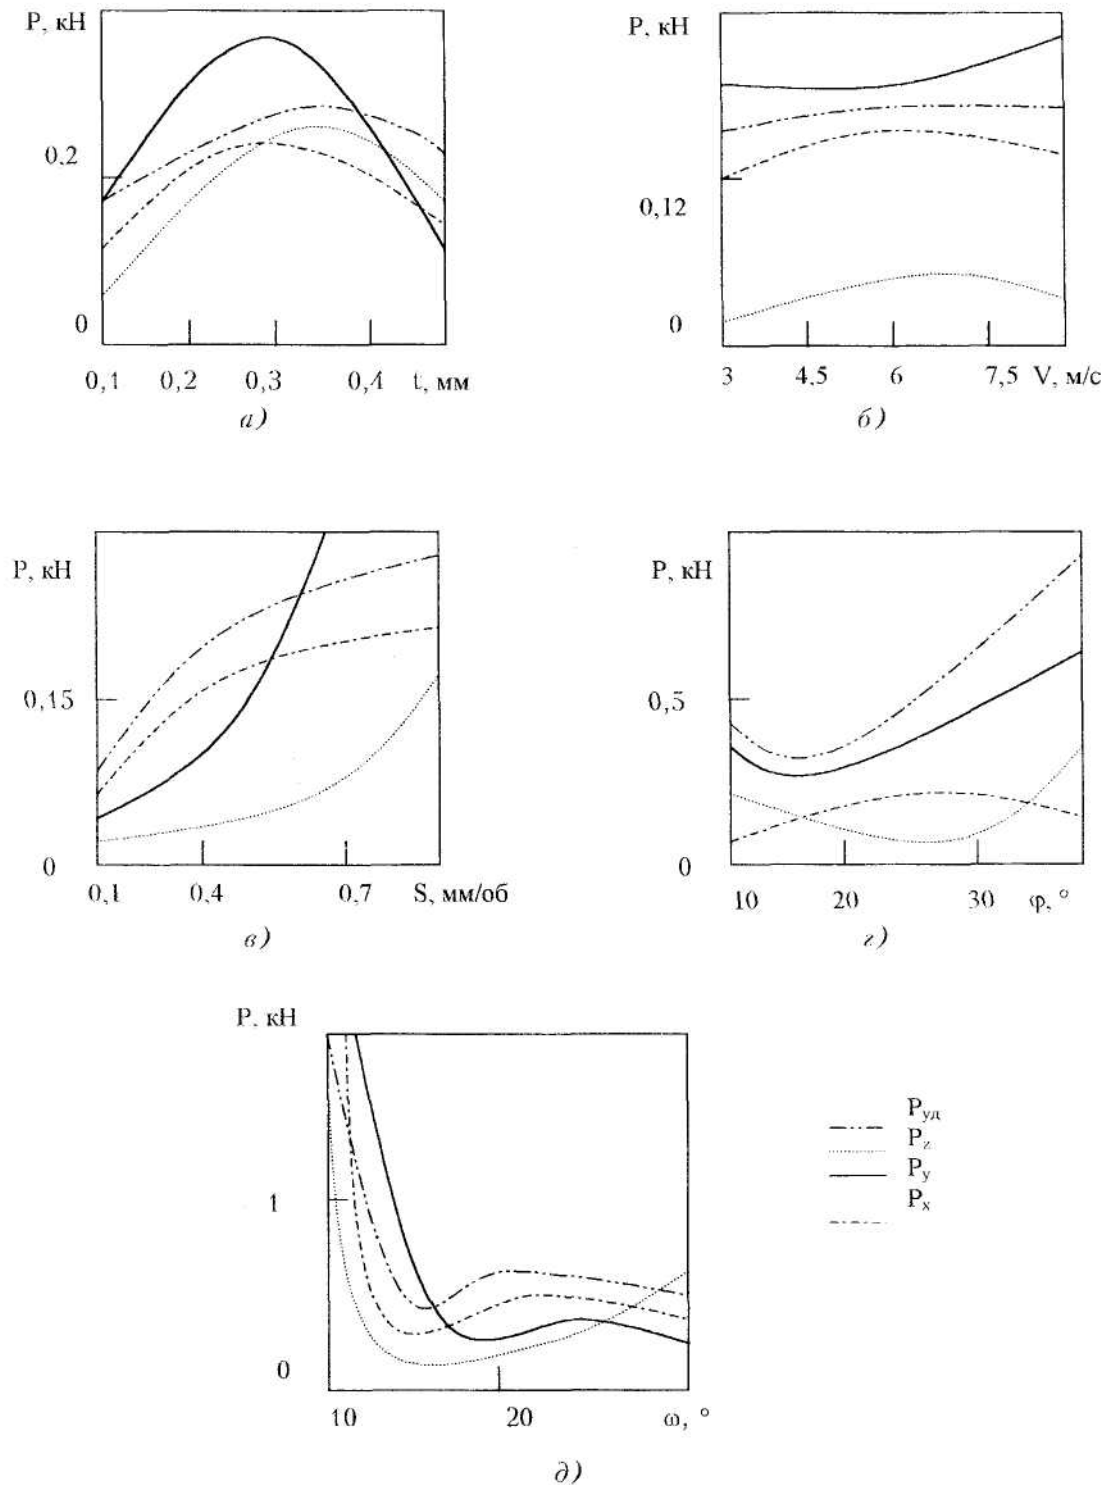 P, кН
0,2
0
0,1 0,2 0,3 0,4 t, мм
а)
P, кН
0,12
0
3 4,5 6 7,5 V, м/с
б)
P, кН
0,15
0
0,1 0,4 0,7 S, мм/об
в)
P, кН
0,5
0
10 20 30 φ, °
г)
P, кН
1
0
10 20 ω, °
д)
Pуд
Pz
Pу
Pх